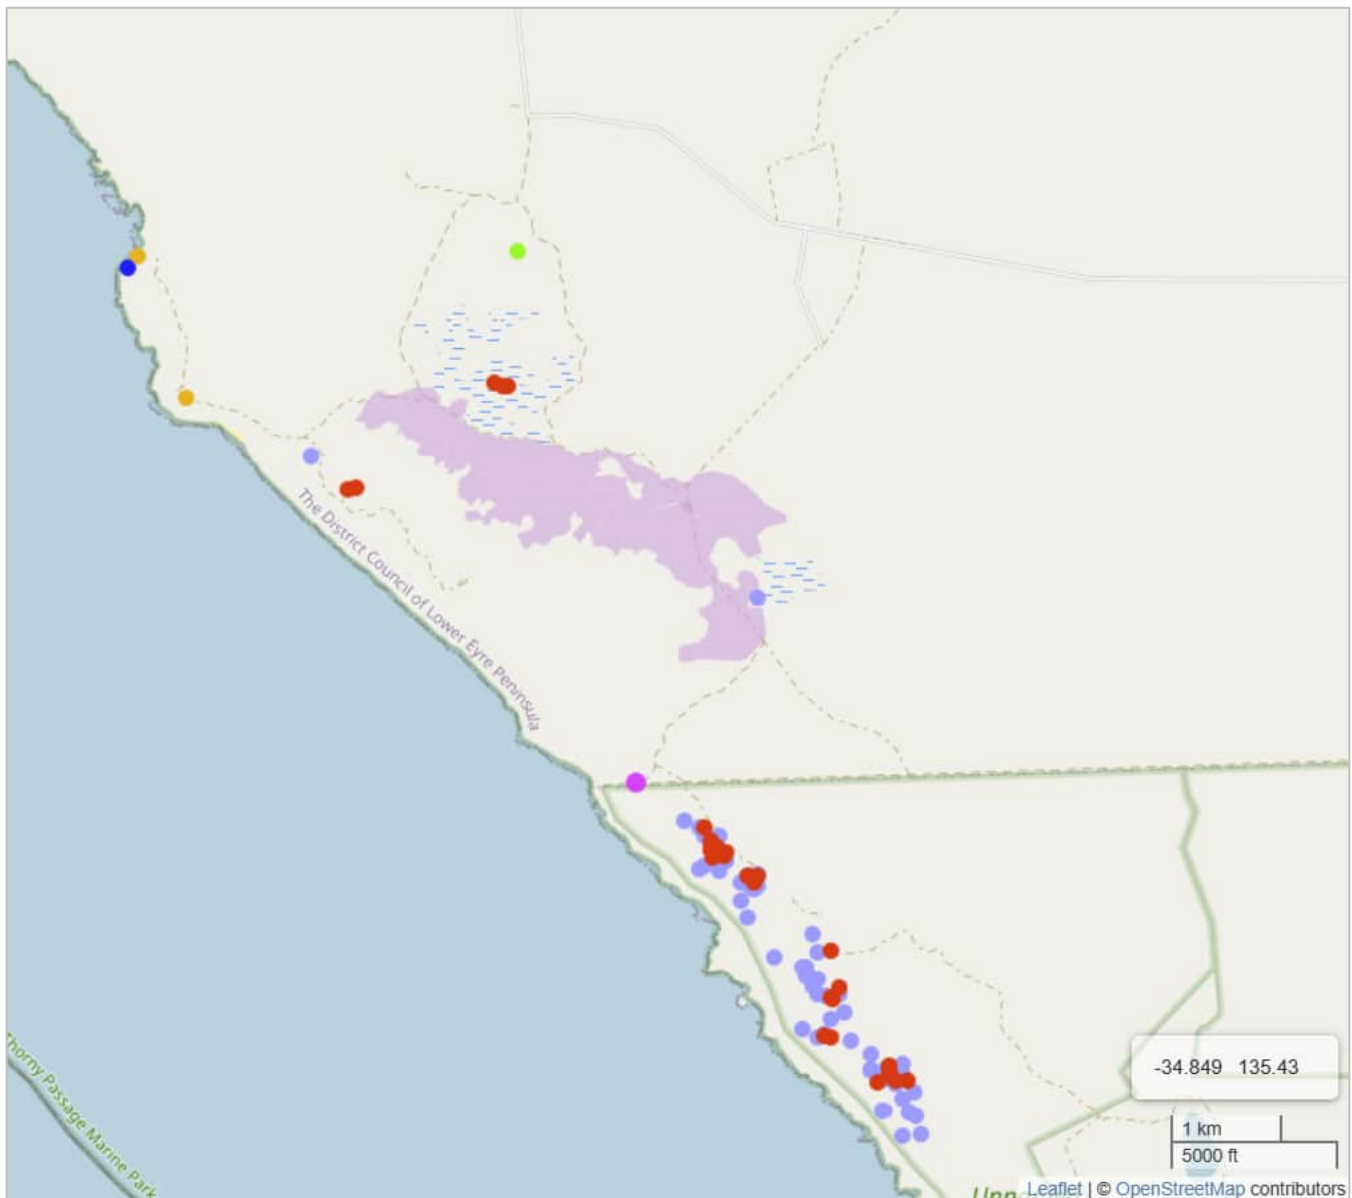 The District Council of Lower Eyre Peninsula
Thorny Passage Marine Park
-34.849 135.43
1 km
5000 ft
Leaflet | © OpenStreetMap contributors